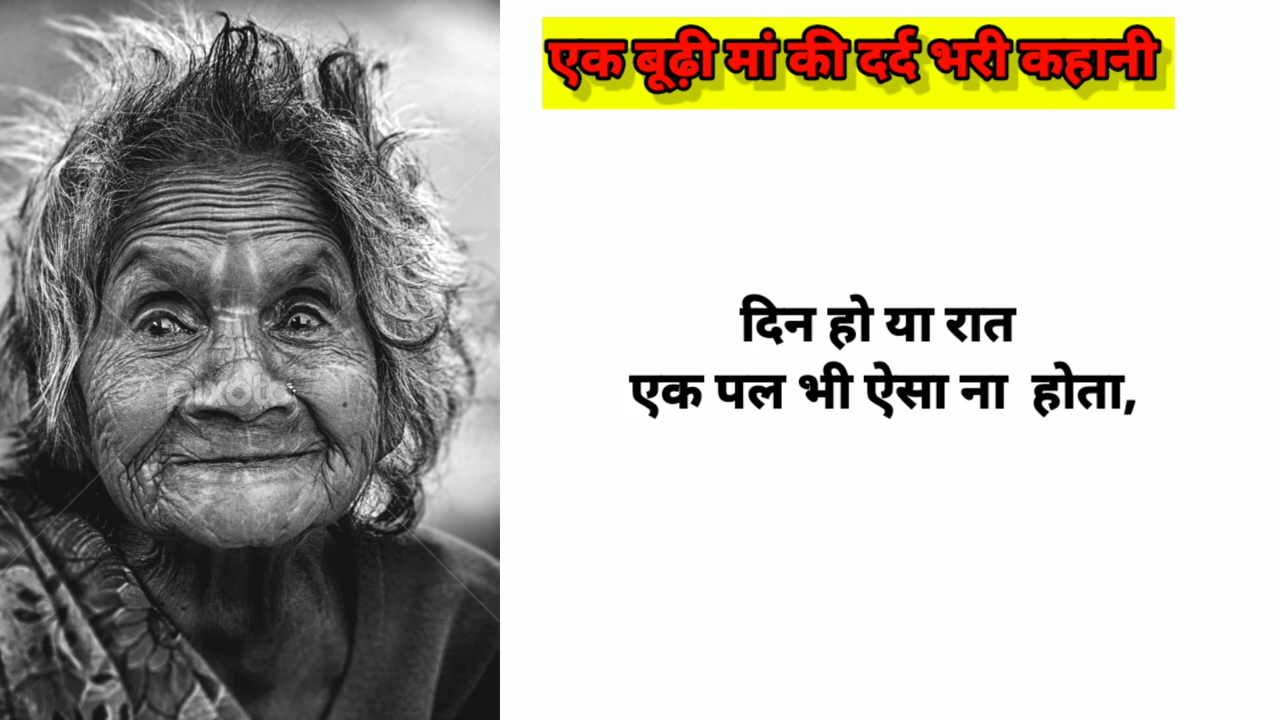 एक बूढ़ी मां की दर्द भरी कहानी
दिन हो या रात
एक पल भी ऐसा ना होता,